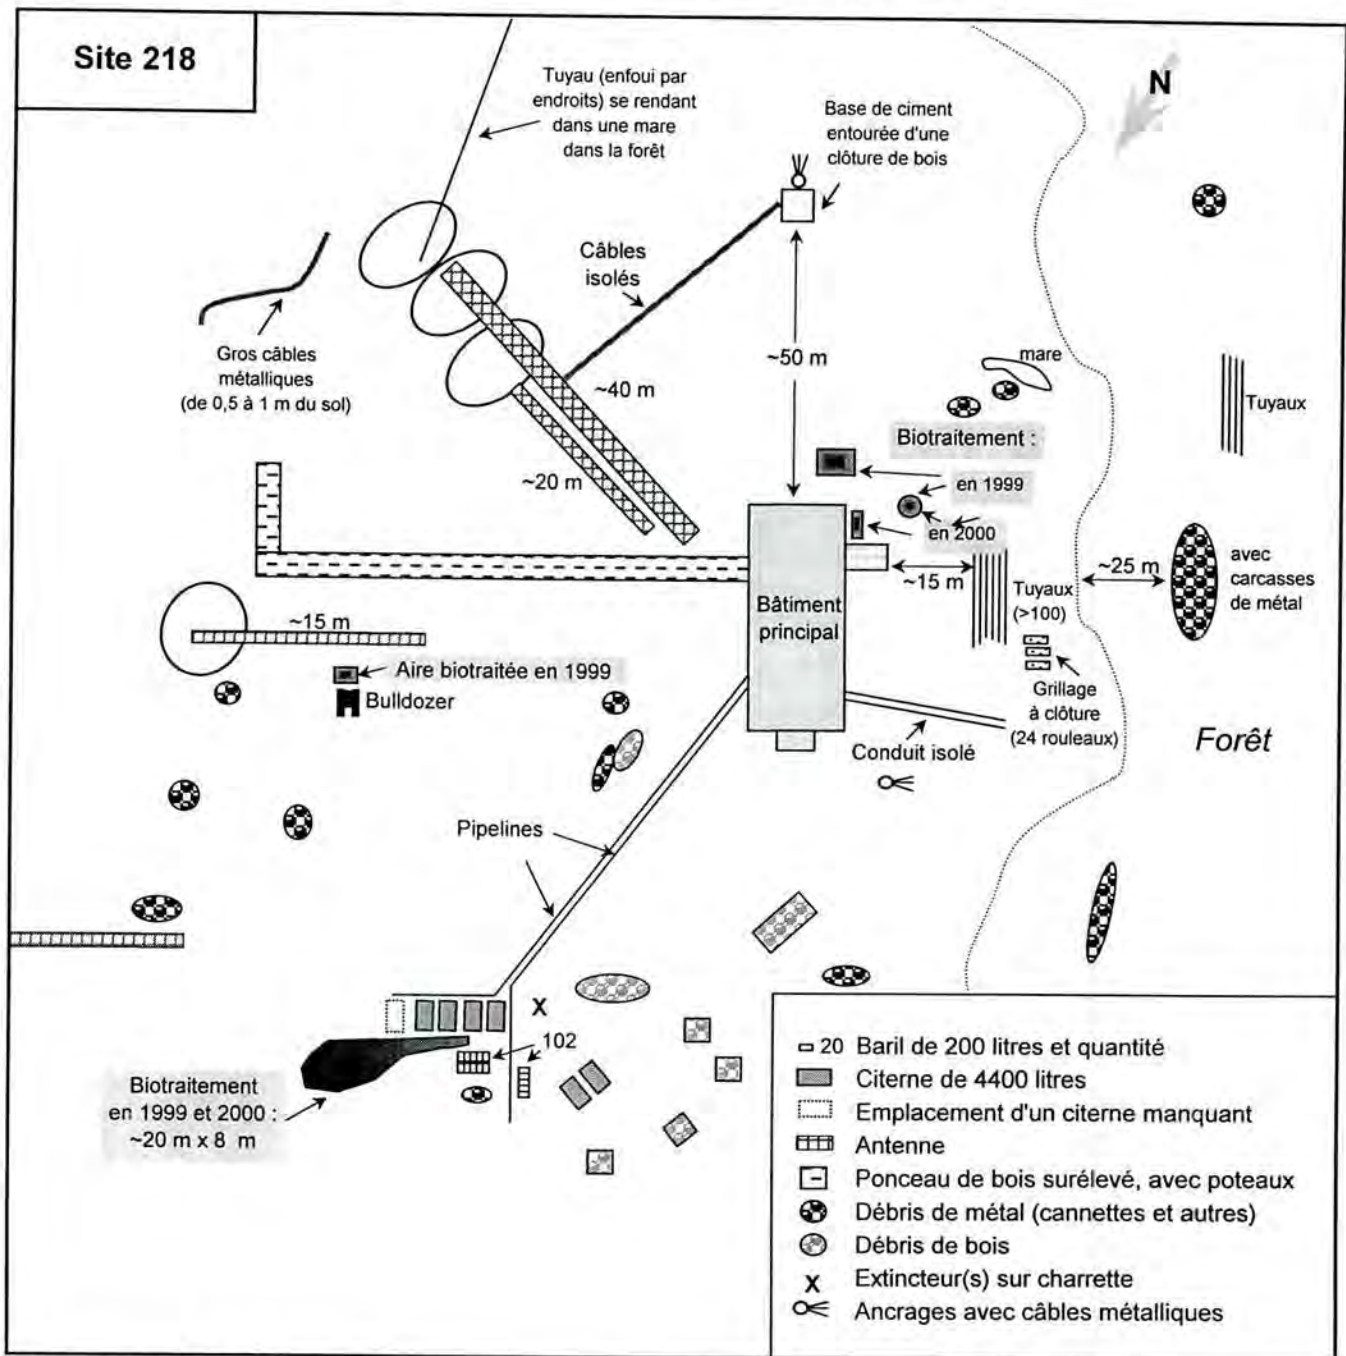 Site 218
Tuyau (enfoui par
endroits) se rendant
dans une mare
dans la forêt
Base de ciment
entourée d'une
clôture de bois
N
Câbles
isolés
Gros câbles
métalliques
(de 0,5 à 1 m du sol)
~50 m
mare
Tuyaux
~40 m
~20 m
Biotraitement :
en 1999
en 2000
~15 m
Tuyaux
(>100)
~25 m
avec
carcasses
de métal
Bâtiment
principal
~15 m
Aire biotraitée en 1999
Bulldozer
Grillage
à clôture
(24 rouleaux)
Forêt
Conduit isolé
Pipelines
X
102
Biotraitement
en 1999 et 2000 :
~20 m x 8 m
20 Baril de 200 litres et quantité
Citerne de 4400 litres
Emplacement d'un citerne manquant
Antenne
Ponceau de bois surélevé, avec poteaux
Débris de métal (cannettes et autres)
Débris de bois
X Extincteur(s) sur charrette
Ancrages avec câbles métalliques